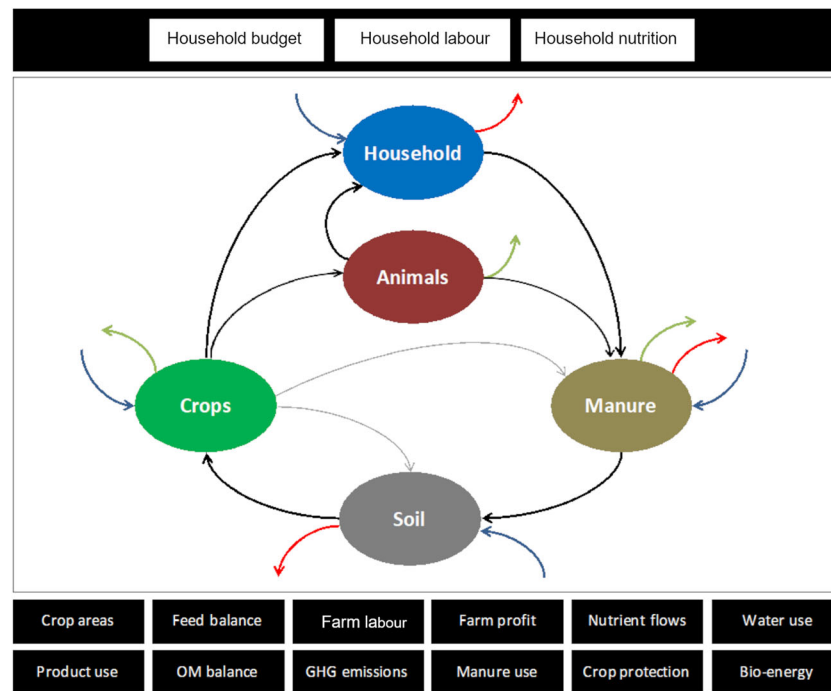 Household budget
Household labour
Household nutrition
Household
Animals
Crops
Manure
Soil
Crop areas
Feed balance
Farm labour
Farm profit
Nutrient flows
Water use
Product use
OM balance
GHG emissions
Manure use
Crop protection
Bio-energy